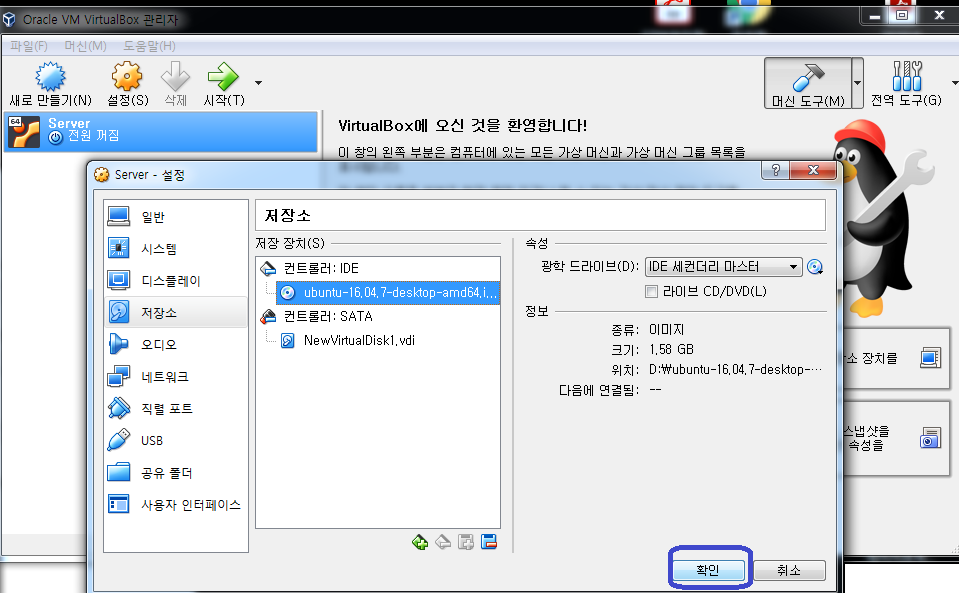 Oracle VM VirtualBox 관리자
파일(F) 머신(M) 도움말(H)
새로 만들기(N) 설정(S) 삭제 시작(T) 머신 도구(M) 전역 도구(G)
64
Server
전원 꺼짐
VirtualBox에 오신 것을 환영합니다!
이 창의 왼쪽 부분은 컴퓨터에 있는 모든 가상 머신과 가상 머신 그룹 목록을
Server - 설정
일반
시스템
디스플레이
저장소
오디오
네트워크
직렬 포트
USB
공유 폴더
사용자 인터페이스
저장소
저장 장치(S)
컨트롤러: IDE
ubuntu-16.04.7-desktop-amd64.i...
컨트롤러: SATA
NewVirtualDisk1.vdi
속성
광학 드라이브(D): IDE 세컨더리 마스터
라이브 CD/DVD(L)
정보
종류: 이미지
크기: 1.58 GB
위치: D:\ubuntu-16.04.7-desktop-...
다음에 연결됨: --
장치를
스냅샷을
속성을
확인 취소